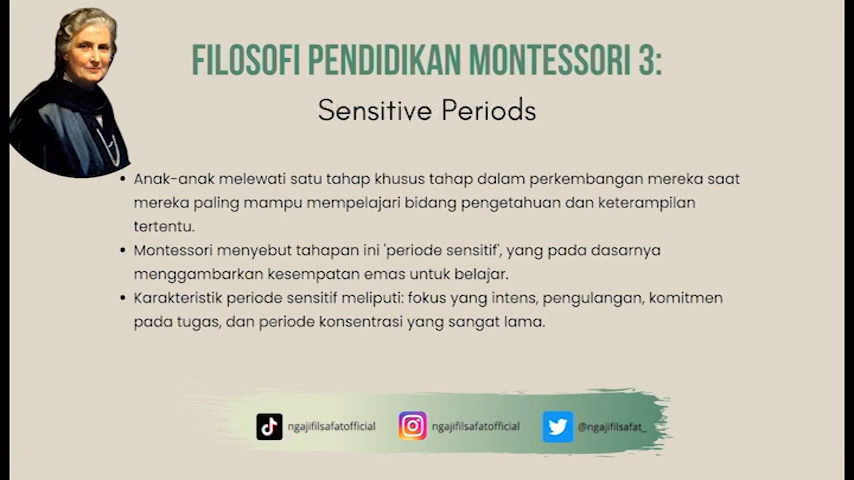 FILOSOFI PENDIDIKAN MONTESSORI 3:
Sensitive Periods
• Anak-anak melewati satu tahap khusus tahap dalam perkembangan mereka saat
mereka paling mampu mempelajari bidang pengetahuan dan keterampilan
tertentu.
• Montessori menyebut tahapan ini 'periode sensitif', yang pada dasarnya
menggambarkan kesempatan emas untuk belajar.
• Karakteristik periode sensitif meliputi: fokus yang intens, pengulangan, komitmen
pada tugas, dan periode konsentrasi yang sangat lama.
ngajifilsafatofficial ngajifilsafatofficial @ngajifilsafat_